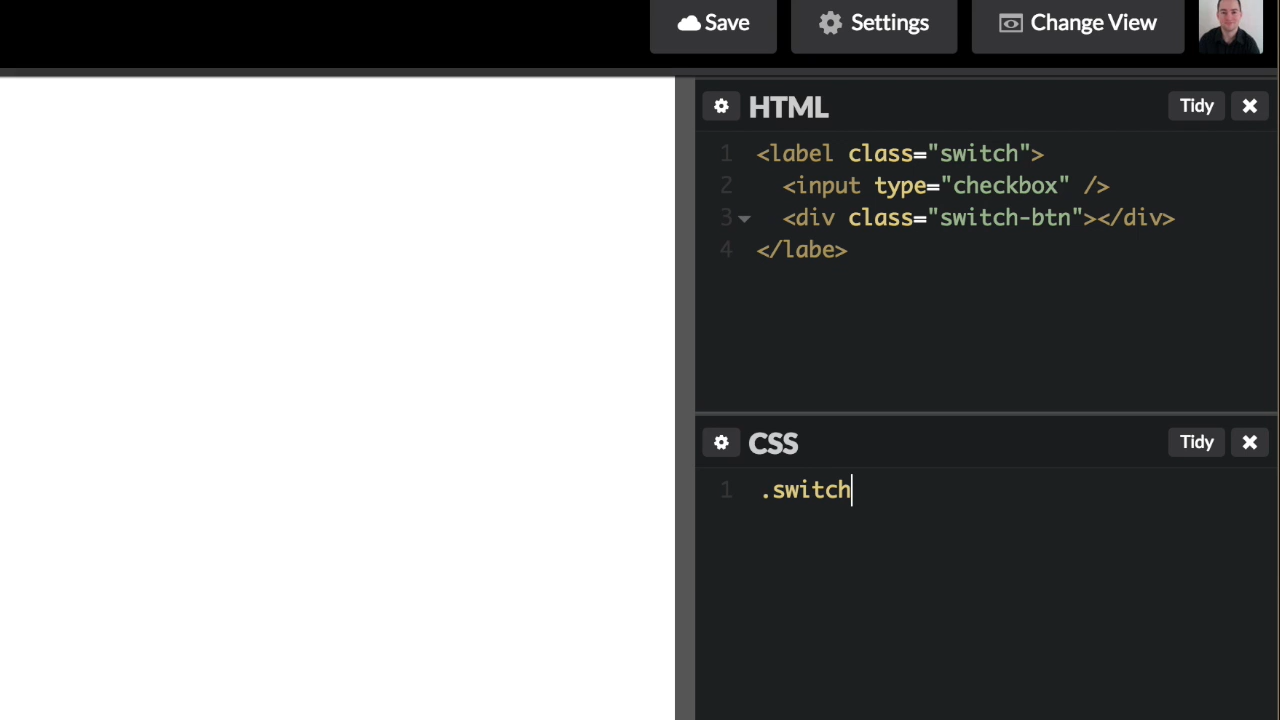 Save Settings Change View
HTML Tidy
1 <label class="switch">
2 <input type="checkbox" />
3 <div class="switch-btn"></div>
4 </labe>
CSS Tidy
1 .switch